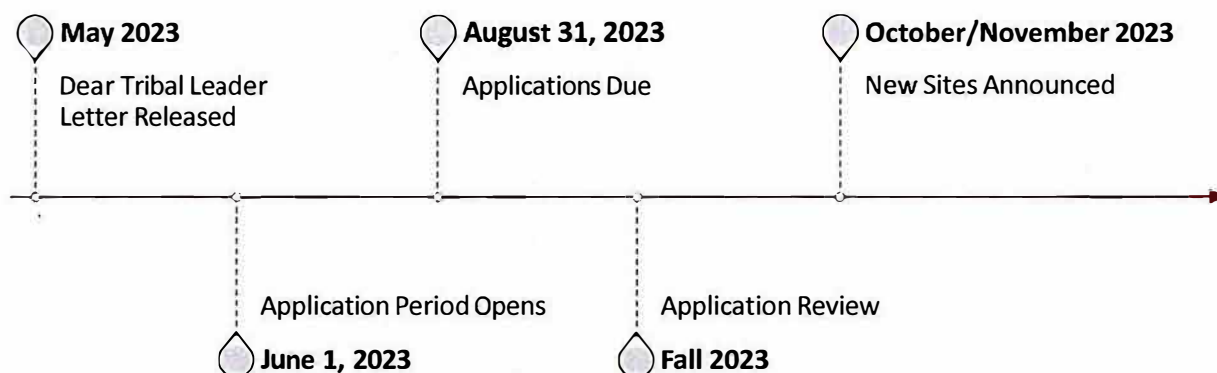 May 2023
Dear Tribal Leader
Letter Released
August 31, 2023
Applications Due
October/November 2023
New Sites Announced
Application Period Opens
June 1, 2023
Application Review
Fall 2023